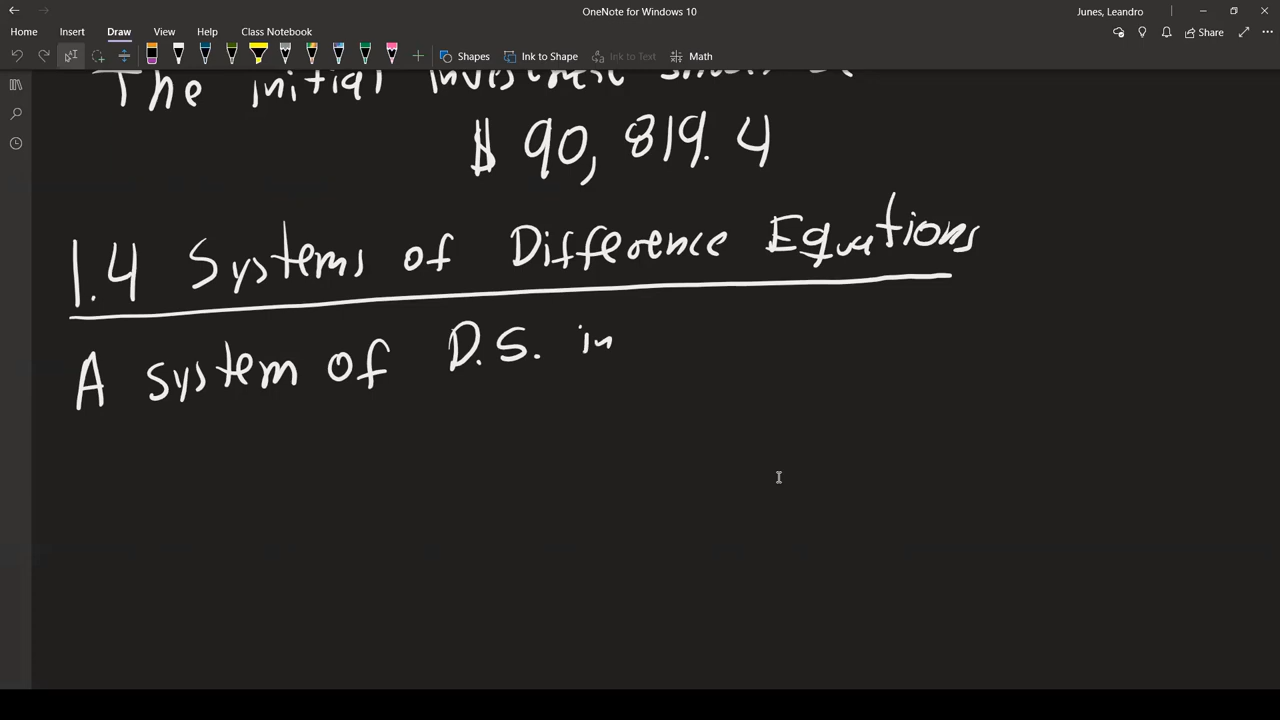 OneNote for Windows 10
Junes, Leandro
Home Insert Draw View Help Class Notebook
Share
Shapes Ink to Shape Ink to Text Math
The initial
$ 90, 819. 4
1.4 Systems of Difference Equations
A system of D.S. in